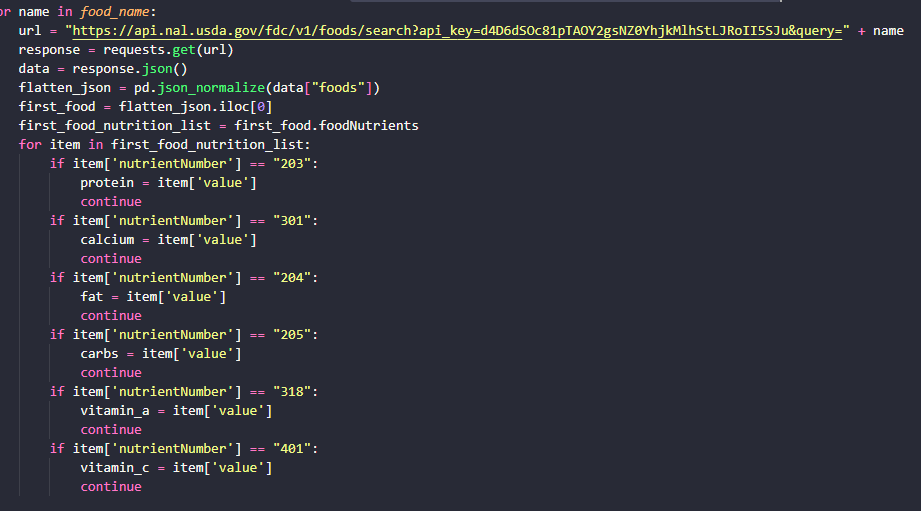 or name in food_name:
url = "https://api.nal.usda.gov/fdc/v1/foods/search?api_key=d4D6dSOc81pTAOY2gsNZ0YhjkMlhStLJRoII5SJu&query=" + name
response = requests.get(url)
data = response.json()
flatten_json = pd.json_normalize(data["foods"])
first_food = flatten_json.iloc[0]
first_food_nutrition_list = first_food.foodNutrients
for item in first_food_nutrition_list:
if item['nutrientNumber'] == "203":
protein = item['value']
continue
if item['nutrientNumber'] == "301":
calcium = item['value']
continue
if item['nutrientNumber'] == "204":
fat = item['value']
continue
if item['nutrientNumber'] == "205":
carbs = item['value']
continue
if item['nutrientNumber'] == "318":
vitamin_a = item['value']
continue
if item['nutrientNumber'] == "401":
vitamin_c = item['value']
continue